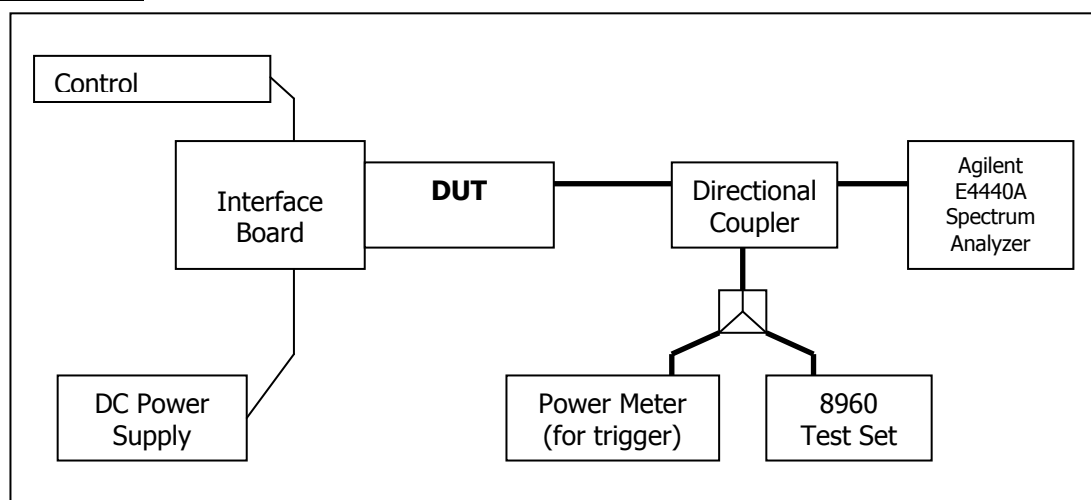 Control
Interface
Board
DUT
Directional
Coupler
Agilent
E4440A
Spectrum
Analyzer
DC Power
Supply
Power Meter
(for trigger)
8960
Test Set